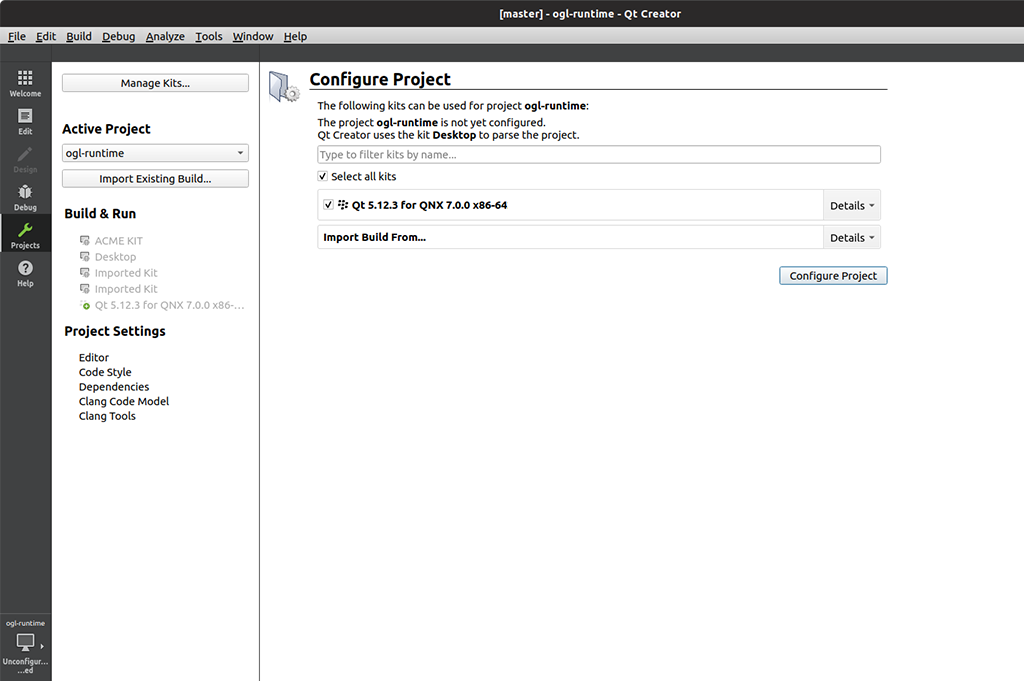 [master] - ogl-runtime - Qt Creator
File Edit Build Debug Analyze Tools Window Help
Welcome
Edit
Design
Debug
Projects
Help
ogl-runtime
Unconfigur...
...ed
Manage Kits...
Active Project
ogl-runtime
Import Existing Build...
Build & Run
ACME KIT
Desktop
Imported Kit
Imported Kit
Qt 5.12.3 for QNX 7.0.0 x86-...
Project Settings
Editor
Code Style
Dependencies
Clang Code Model
Clang Tools
Configure Project
The following kits can be used for project ogl-runtime:
The project ogl-runtime is not yet configured.
Qt Creator uses the kit Desktop to parse the project.
Type to filter kits by name...
Select all kits
Qt 5.12.3 for QNX 7.0.0 x86-64 Details
Import Build From... Details
Configure Project